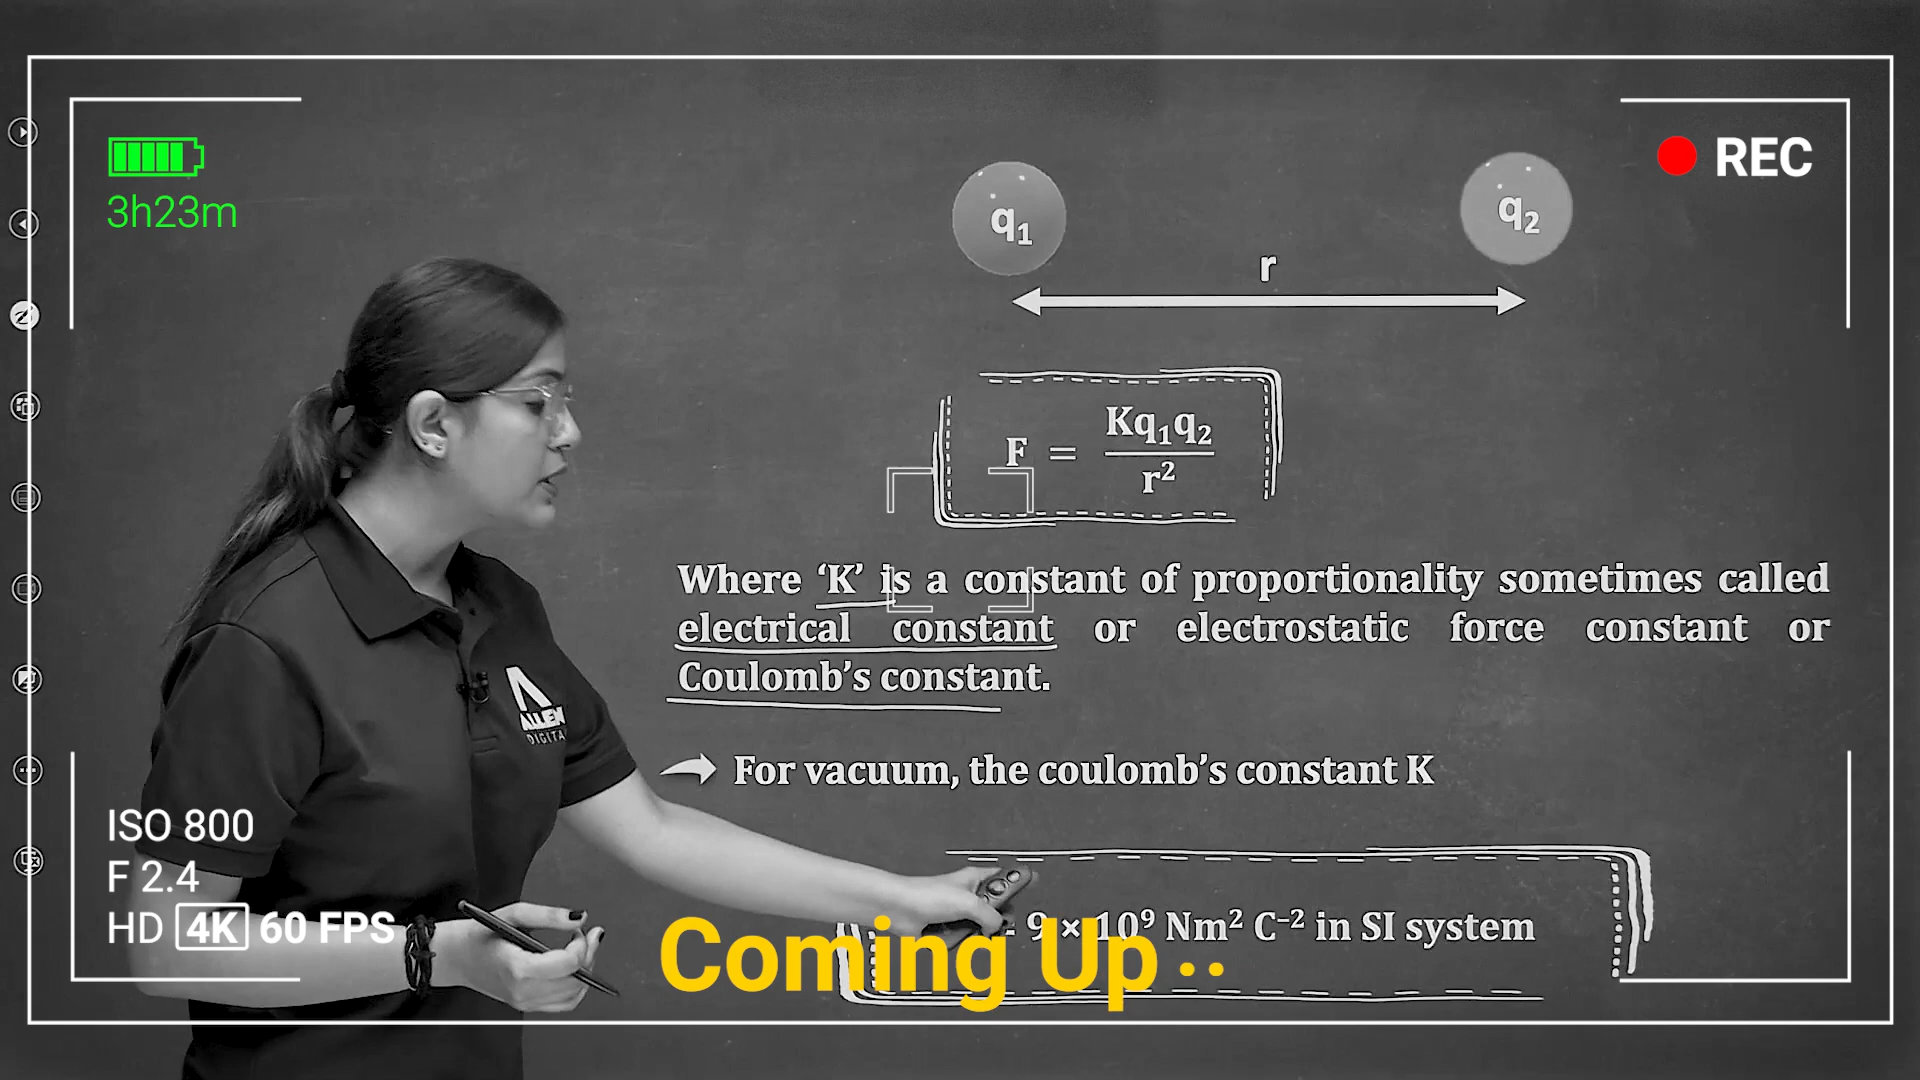 3h23m
REC
q₁
q₂
r
F = Kq₁q₂ / r²
Where ‘K’ is a constant of proportionality sometimes called
electrical constant or electrostatic force constant or
Coulomb’s constant.
For vacuum, the coulomb’s constant K
9 × 10⁹ Nm² C⁻² in SI system
ALLEN
DIGITAL
ISO 800
F 2.4
HD 4K 60 FPS
Coming Up..